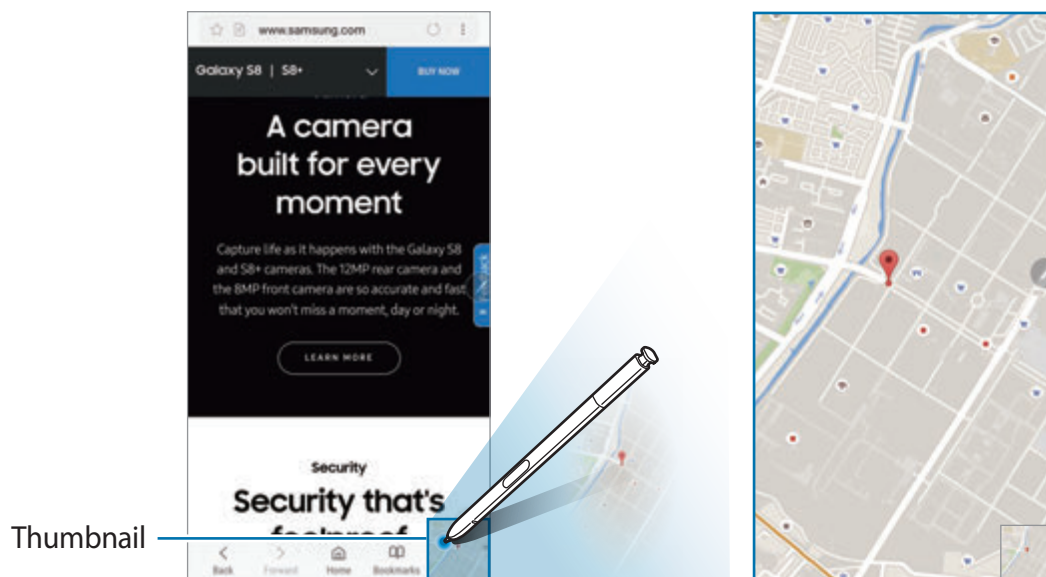 www.samsung.com
Galaxy S8 | S8+
BUY NOW
A camera
built for every
moment
Capture life as it happens with the Galaxy S8
and S8+ cameras. The 12MP rear camera and
the 8MP front camera are so accurate and fast
that you won't miss a moment, day or night.
Feedback
LEARN MORE
Security
Security that's
foolproof
Thumbnail
Back Forward Home Bookmarks